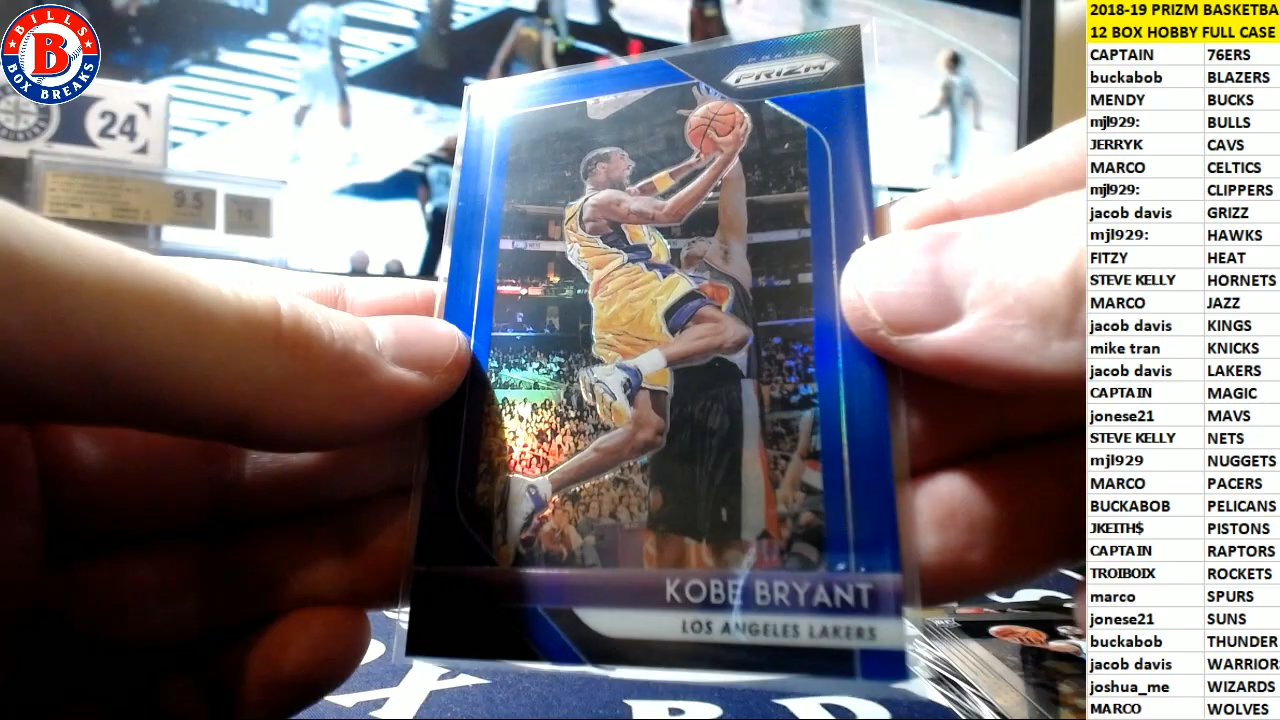 BILLS
B
BOX BREAKS
24
9.5
10
PANINI
PRIZM
KOBE BRYANT
LOS ANGELES LAKERS
2018-19 PRIZM BASKETBA
12 BOX HOBBY FULL CASE
CAPTAIN 76ERS
buckabob BLAZERS
MENDY BUCKS
mjl929: BULLS
JERRYK CAVS
MARCO CELTICS
mjl929: CLIPPERS
jacob davis GRIZZ
mjl929: HAWKS
FITZY HEAT
STEVE KELLY HORNETS
MARCO JAZZ
jacob davis KINGS
mike tran KNICKS
jacob davis LAKERS
CAPTAIN MAGIC
jonese21 MAVS
STEVE KELLY NETS
mjl929 NUGGETS
MARCO PACERS
BUCKABOB PELICANS
JKEITH$ PISTONS
CAPTAIN RAPTORS
TROIBOIX ROCKETS
marco SPURS
jonese21 SUNS
buckabob THUNDER
jacob davis WARRIOR
joshua_me WIZARDS
MARCO WOLVES